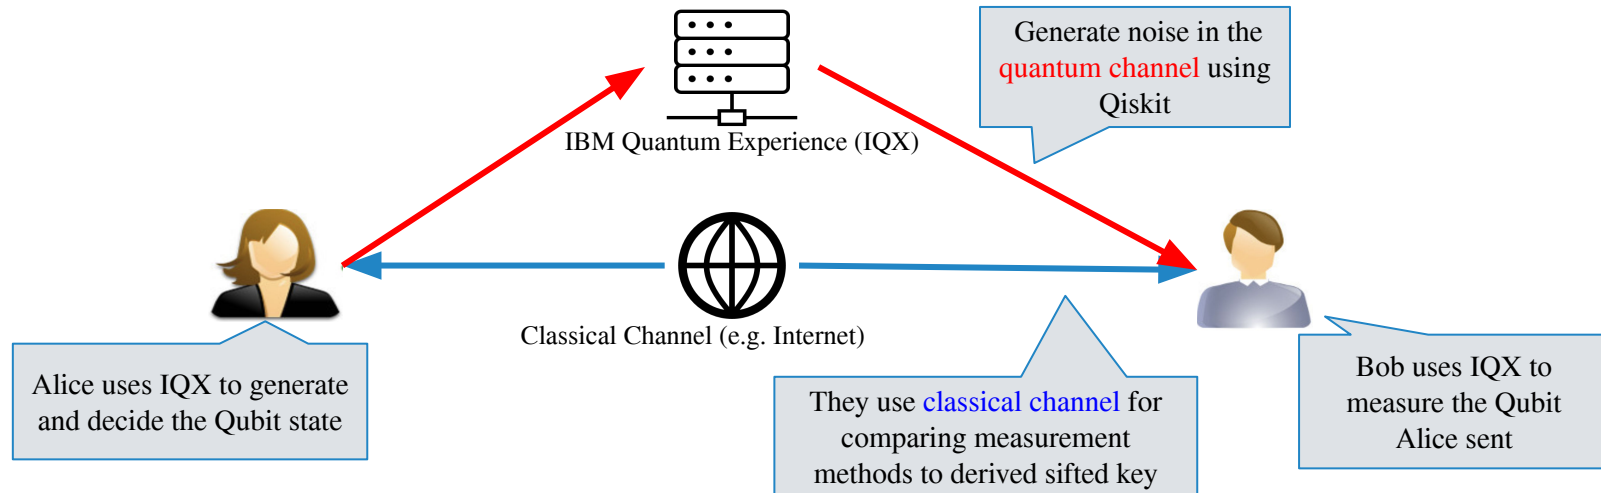 Generate noise in the
quantum channel using
Qiskit
IBM Quantum Experience (IQX)
Classical Channel (e.g. Internet)
Alice uses IQX to generate
and decide the Qubit state
They use classical channel for
comparing measurement
methods to derived sifted key
Bob uses IQX to
measure the Qubit
Alice sent